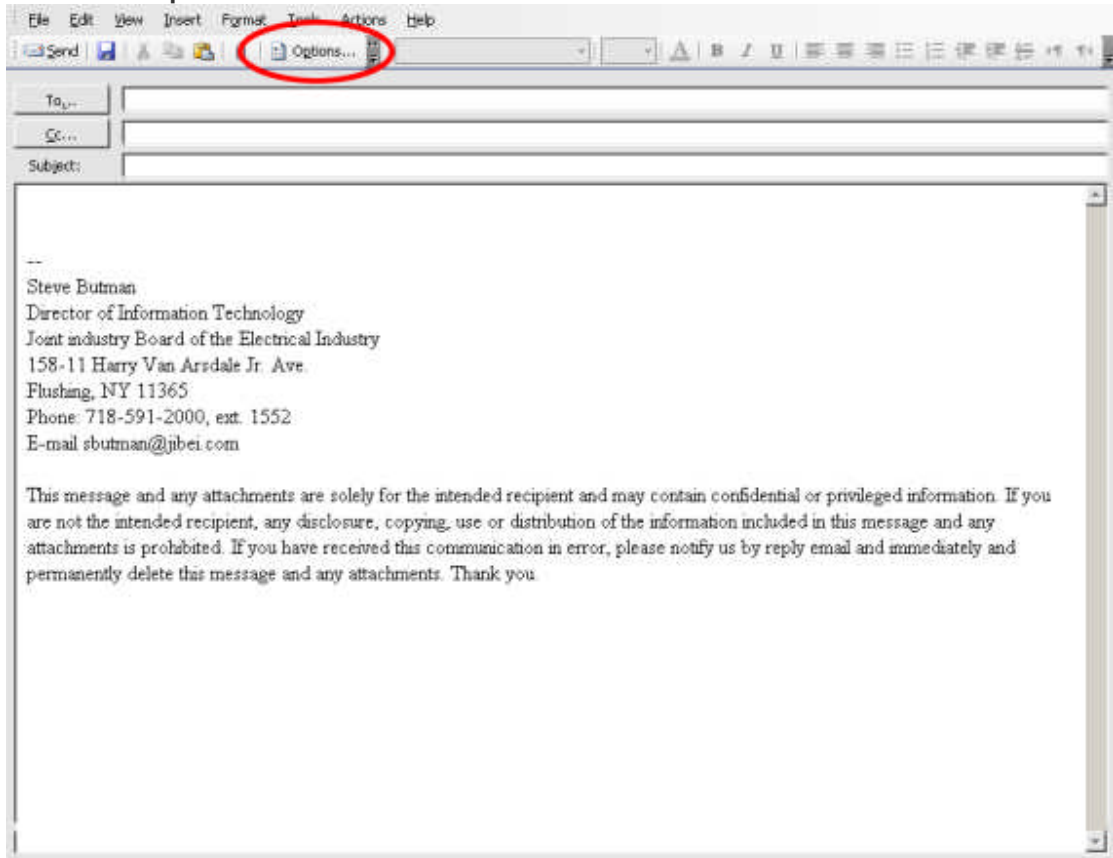 File Edit View Insert Format Tools Actions Help
Send Options... A B I U
To...
Cc...
Subject:
--
Steve Butman
Director of Information Technology
Joint industry Board of the Electrical Industry
158-11 Harry Van Arsdale Jr. Ave.
Flushing, NY 11365
Phone: 718-591-2000, ext. 1552
E-mail sbutman@jibei.com
This message and any attachments are solely for the intended recipient and may contain confidential or privileged information. If you
are not the intended recipient, any disclosure, copying, use or distribution of the information included in this message and any
attachments is prohibited. If you have received this communication in error, please notify us by reply email and immediately and
permanently delete this message and any attachments. Thank you.